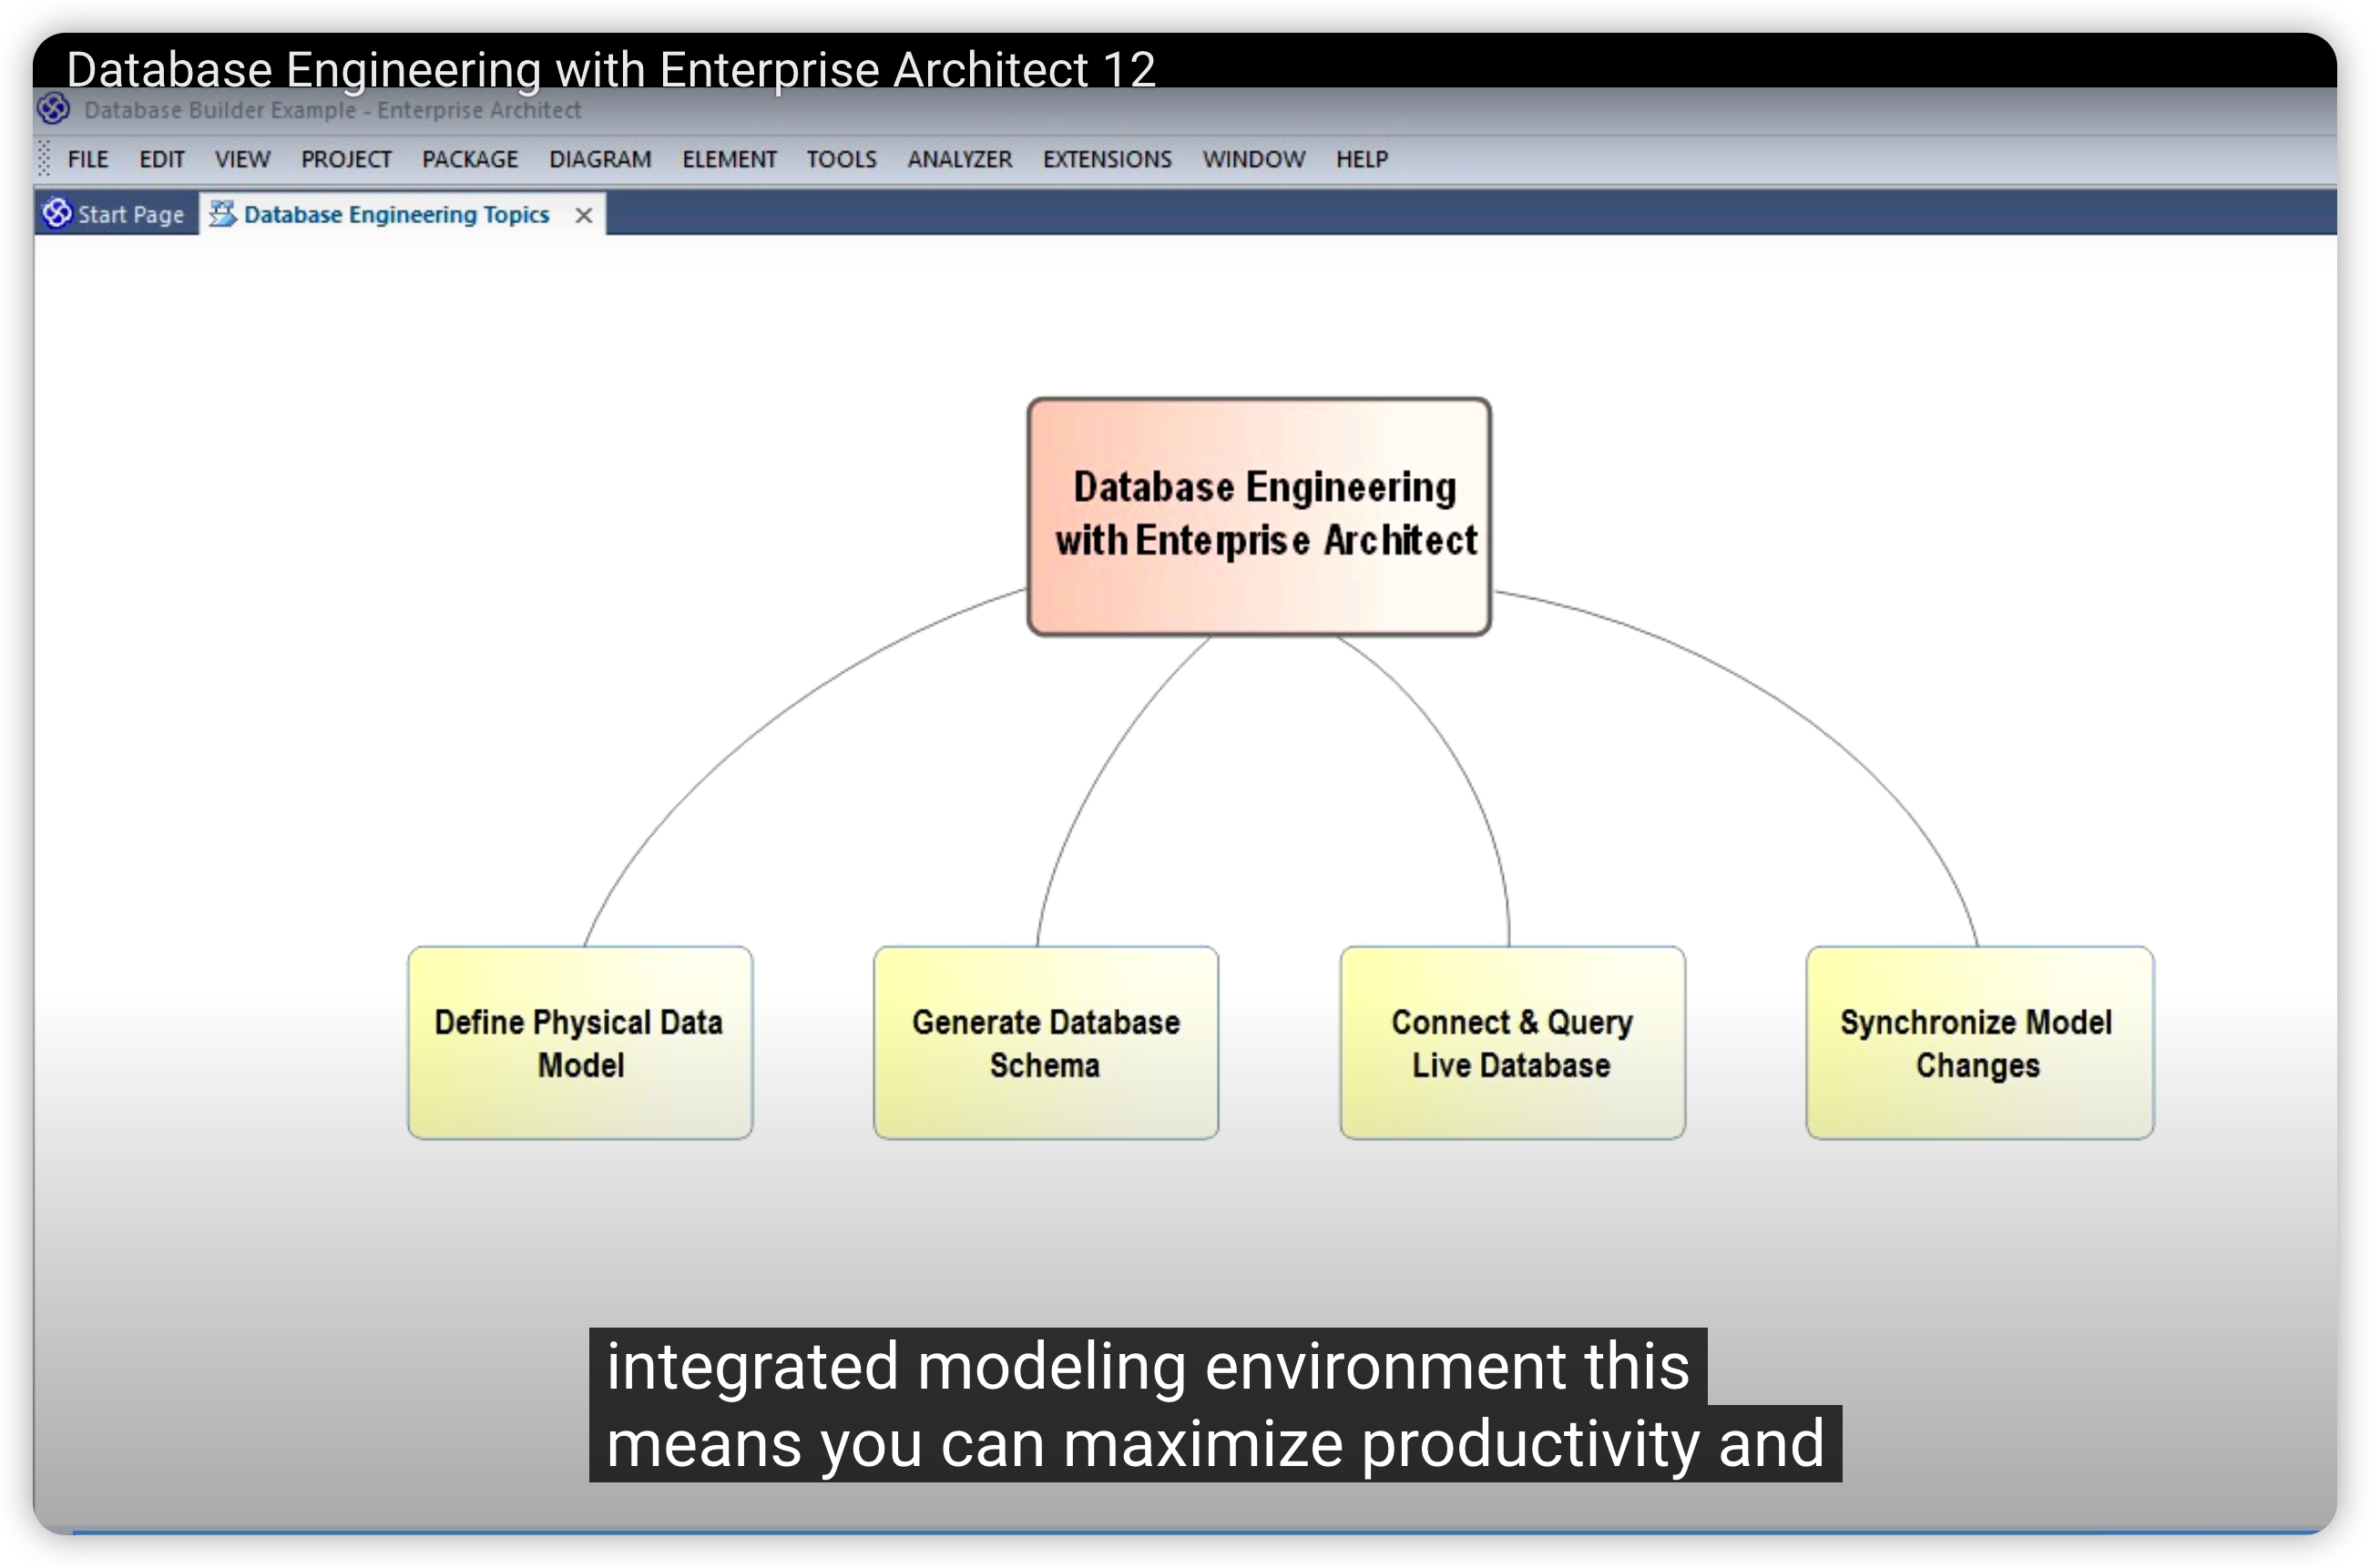 Database Engineering with Enterprise Architect 12
Database Builder Example - Enterprise Architect
FILE EDIT VIEW PROJECT PACKAGE DIAGRAM ELEMENT TOOLS ANALYZER EXTENSIONS WINDOW HELP
Start Page Database Engineering Topics
Database Engineering
with Enterprise Architect
Define Physical Data
Model
Generate Database
Schema
Connect & Query
Live Database
Synchronize Model
Changes
integrated modeling environment this
means you can maximize productivity and